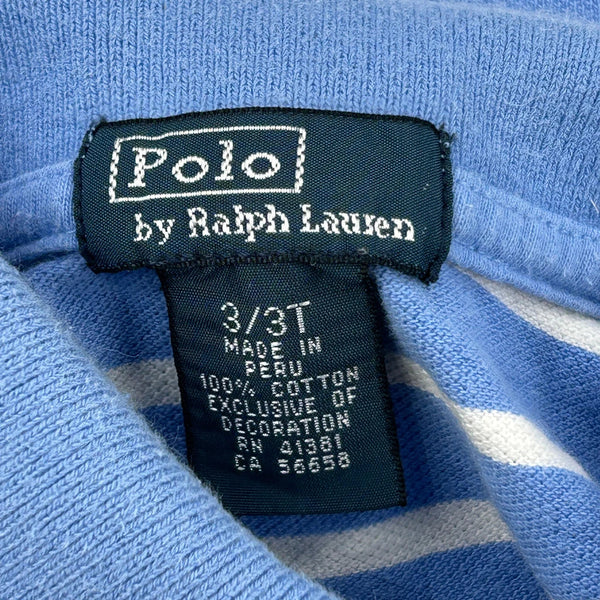 Polo
by Ralph Lauren
3/3T
MADE IN
PERU
100% COTTON
EXCLUSIVE OF
DECORATION
RN 41381
CA 56658